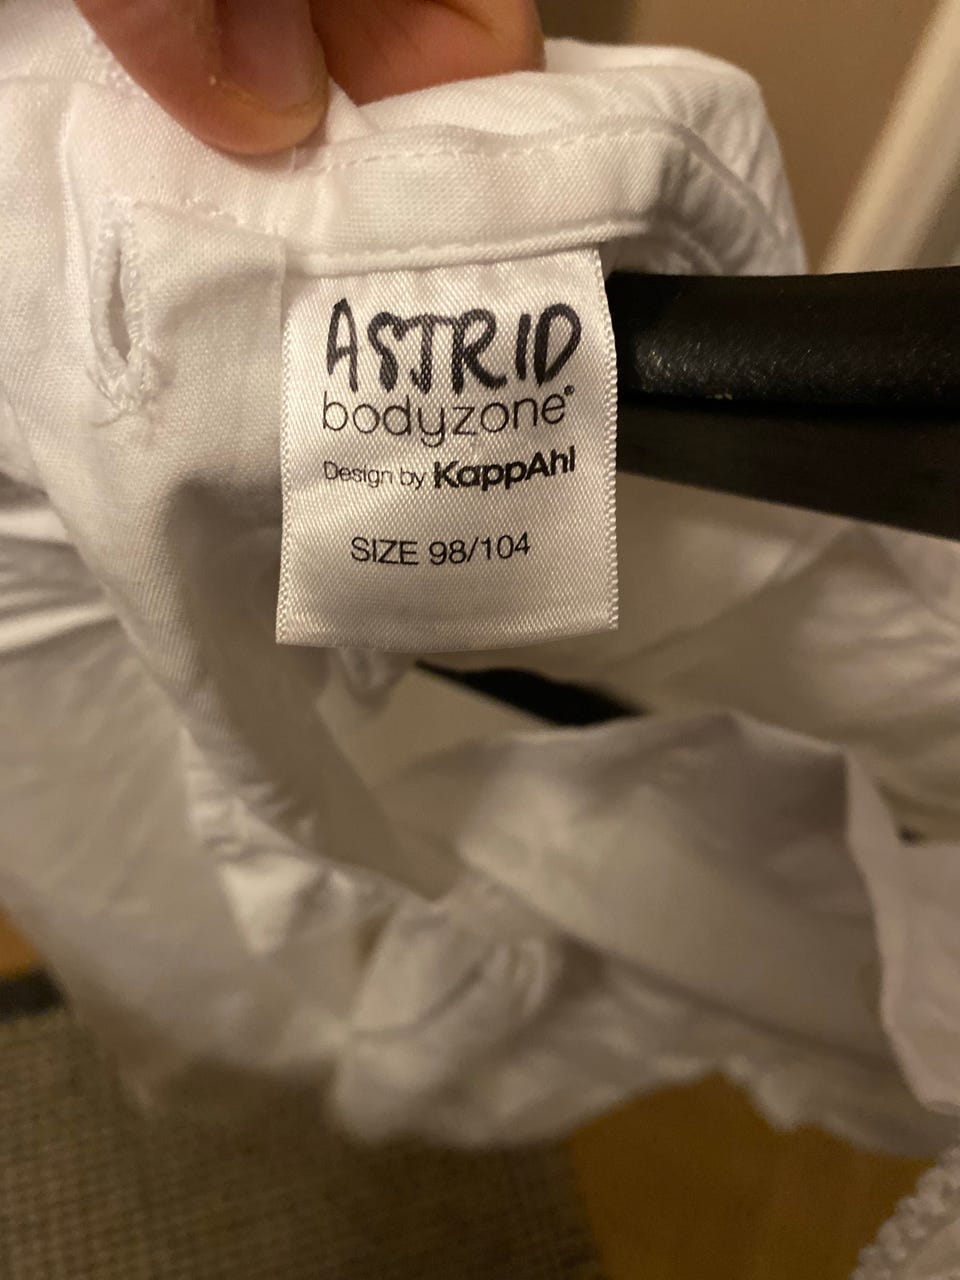 ASTRID
bodyzone®
Design by KappAhl
SIZE 98/104